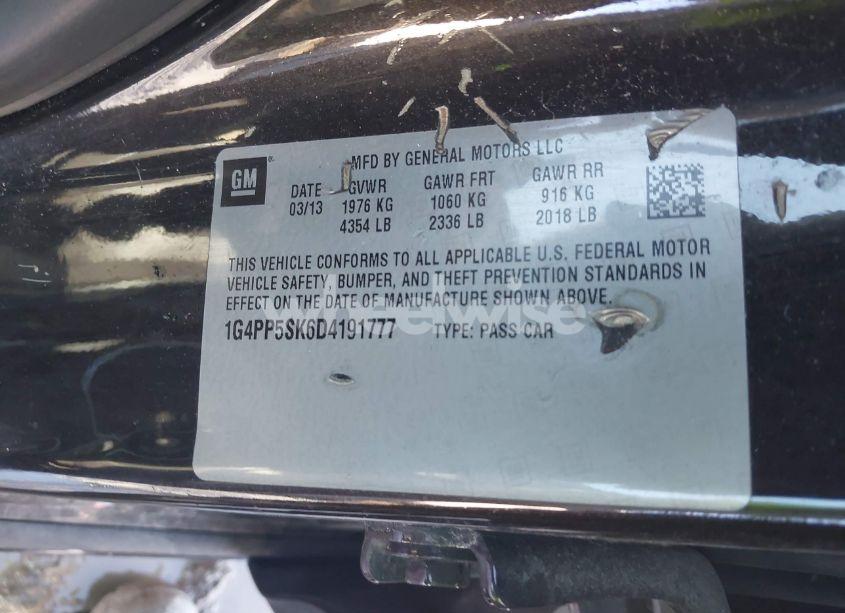 MFD BY GENERAL MOTORS LLC
GM
DATE GVWR GAWR FRT GAWR RR
03/13 1976 KG 1060 KG 916 KG
4354 LB 2336 LB 2018 LB
THIS VEHICLE CONFORMS TO ALL APPLICABLE U.S. FEDERAL MOTOR
VEHICLE SAFETY, BUMPER, AND THEFT PREVENTION STANDARDS IN
EFFECT ON THE DATE OF MANUFACTURE SHOWN ABOVE.
wheelwise
1G4PP5SK6D4191777 TYPE: PASS CAR